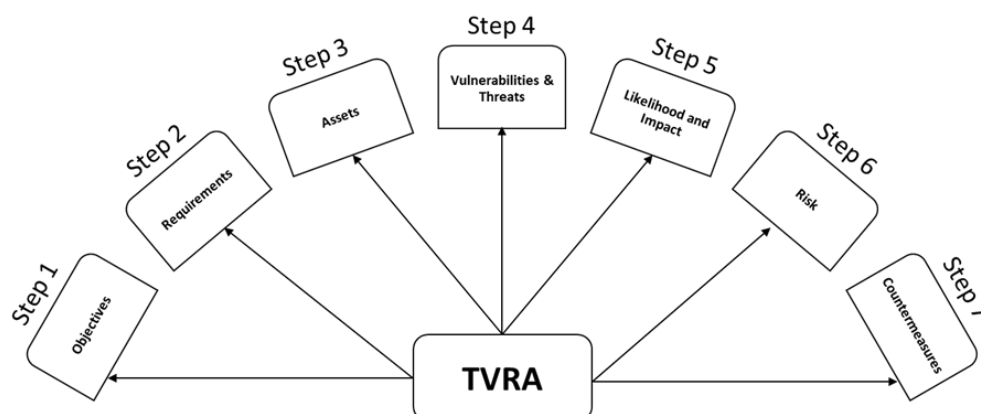 Step 1
Objectives
Step 2
Requirements
Step 3
Assets
Step 4
Vulnerabilities &
Threats
Step 5
Likelihood and
Impact
Step 6
Risk
Step 7
Countermeasures
TVRA